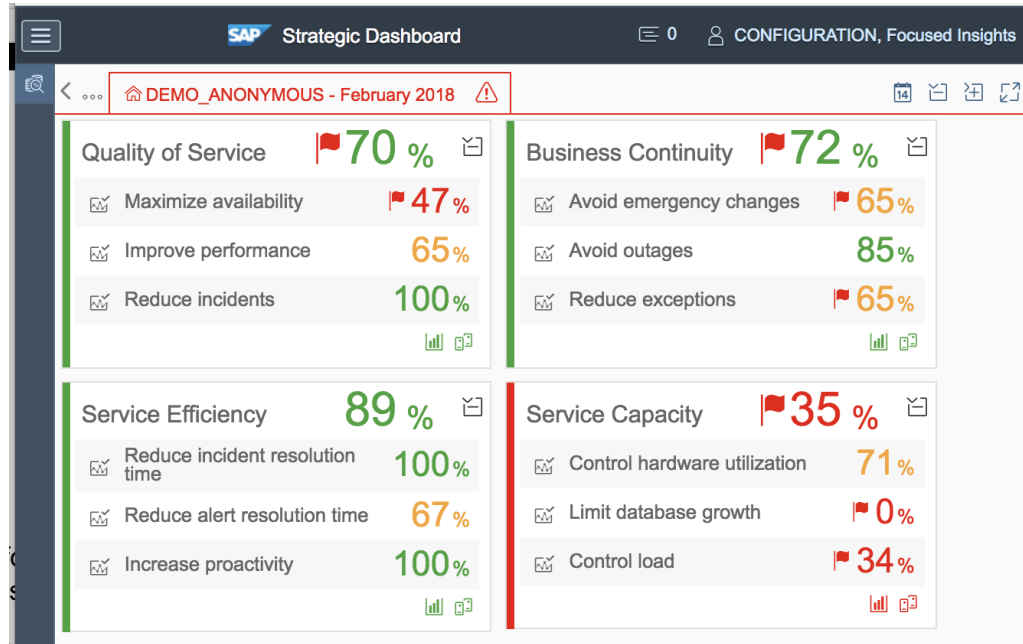 SAP Strategic Dashboard 0 CONFIGURATION, Focused Insights
DEMO_ANONYMOUS - February 2018 14
Quality of Service 70 %
Maximize availability 47%
Improve performance 65%
Reduce incidents 100%
Business Continuity 72 %
Avoid emergency changes 65%
Avoid outages 85%
Reduce exceptions 65%
Service Efficiency 89 %
Reduce incident resolution
time 100%
Reduce alert resolution time 67%
Increase proactivity 100%
Service Capacity 35 %
Control hardware utilization 71%
Limit database growth 0%
Control load 34%